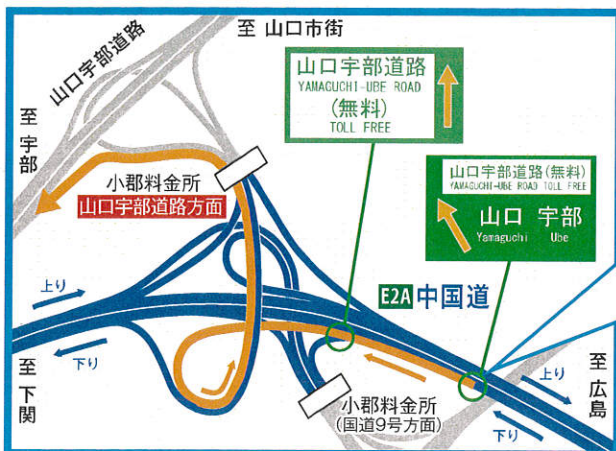 至 山口市街
山口宇部道路
至 宇部
山口宇部道路
YAMAGUCHI-UBE ROAD
(無料)
TOLL FREE
山口宇部道路(無料)
YAMAGUCHI-UBE ROAD TOLL FREE
山口 宇部
Yamaguchi Ube
小郡料金所
山口宇部道路方面
E2A 中国道
上り
下り
至 下関
小郡料金所
(国道9号方面)
上り
下り
至 広島